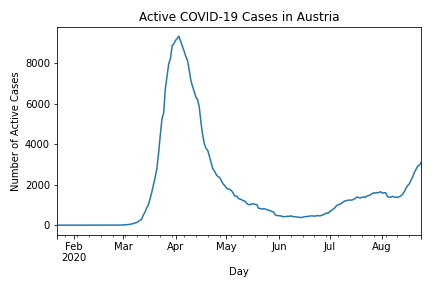 Active COVID-19 Cases in Austria
Number of Active Cases
8000
6000
4000
2000
0
Feb Mar Apr May Jun Jul Aug
2020
Day